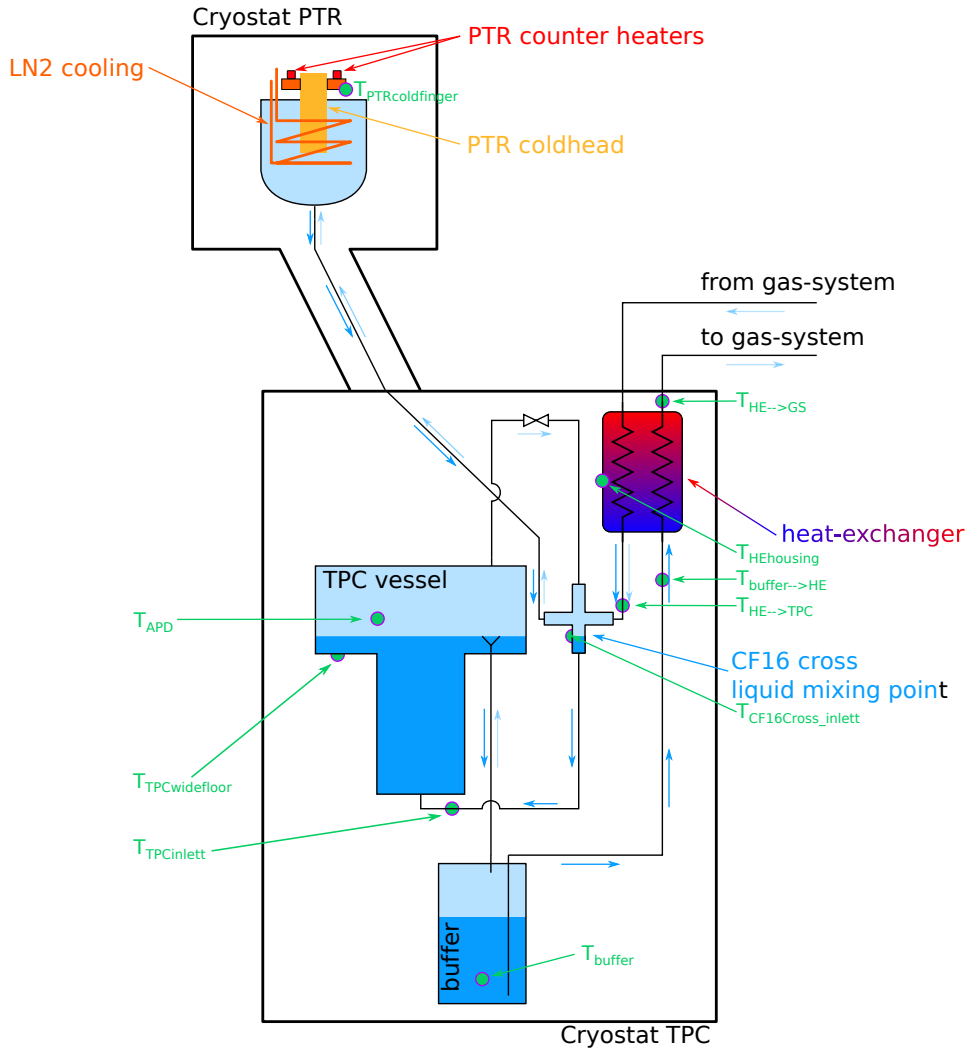 Cryostat PTR
PTR counter heaters
LN2 cooling
TPTRcoldfinger
PTR coldhead
from gas-system
to gas-system
THE-->GS
heat-exchanger
THEhousing
TPC vessel
Tbuffer-->HE
THE-->TPC
TAPD
CF16 cross
liquid mixing point
TCF16Cross_inlett
TTPCwidefloor
TTPCinlett
buffer
Tbuffer
Cryostat TPC